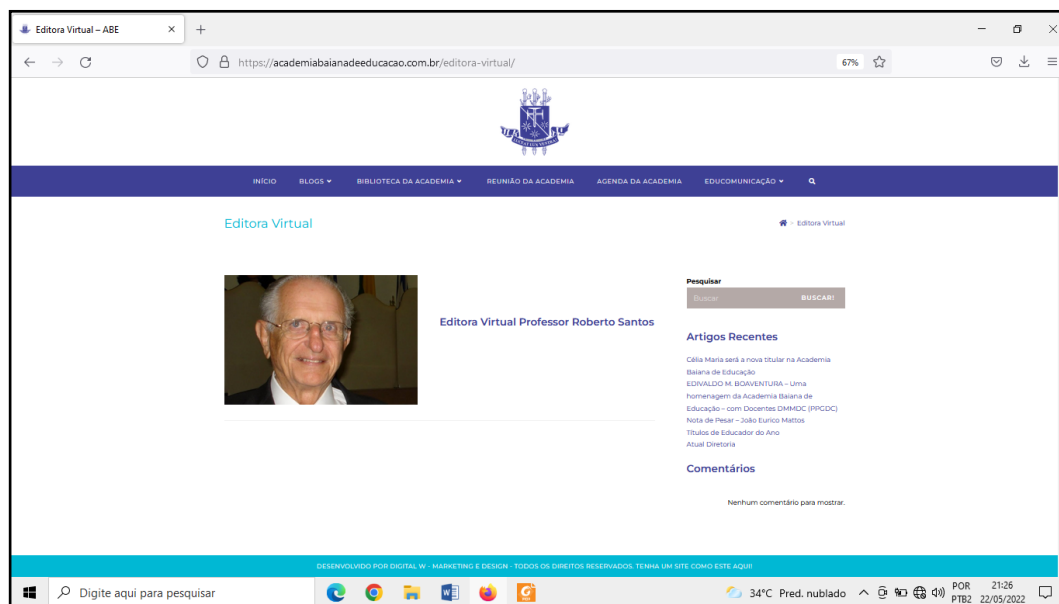 Editora Virtual – ABE
https://academiabaianadeeducacao.com.br/editora-virtual/
67%
INÍCIO BLOGS BIBLIOTECA DA ACADEMIA REUNIÃO DA ACADEMIA AGENDA DA ACADEMIA EDUCOMUNICAÇÃO
Editora Virtual
> Editora Virtual
Editora Virtual Professor Roberto Santos
Pesquisar
Buscar BUSCAR!
Artigos Recentes
Célia Maria será a nova titular na Academia
Baiana de Educação
EDIVALDO M. BOAVENTURA – Uma
homenagem da Academia Baiana de
Educação – com Docentes DMMDC (PPGDC)
Nota de Pesar – João Eurico Mattos
Títulos de Educador do Ano
Atual Diretoria
Comentários
Nenhum comentário para mostrar.
DESENVOLVIDO POR DIGITAL W - MARKETING E DESIGN - TODOS OS DIREITOS RESERVADOS. TENHA UM SITE COMO ESTE AQUI!
Digite aqui para pesquisar
34°C Pred. nublado
POR
PTB2
21:26
22/05/2022